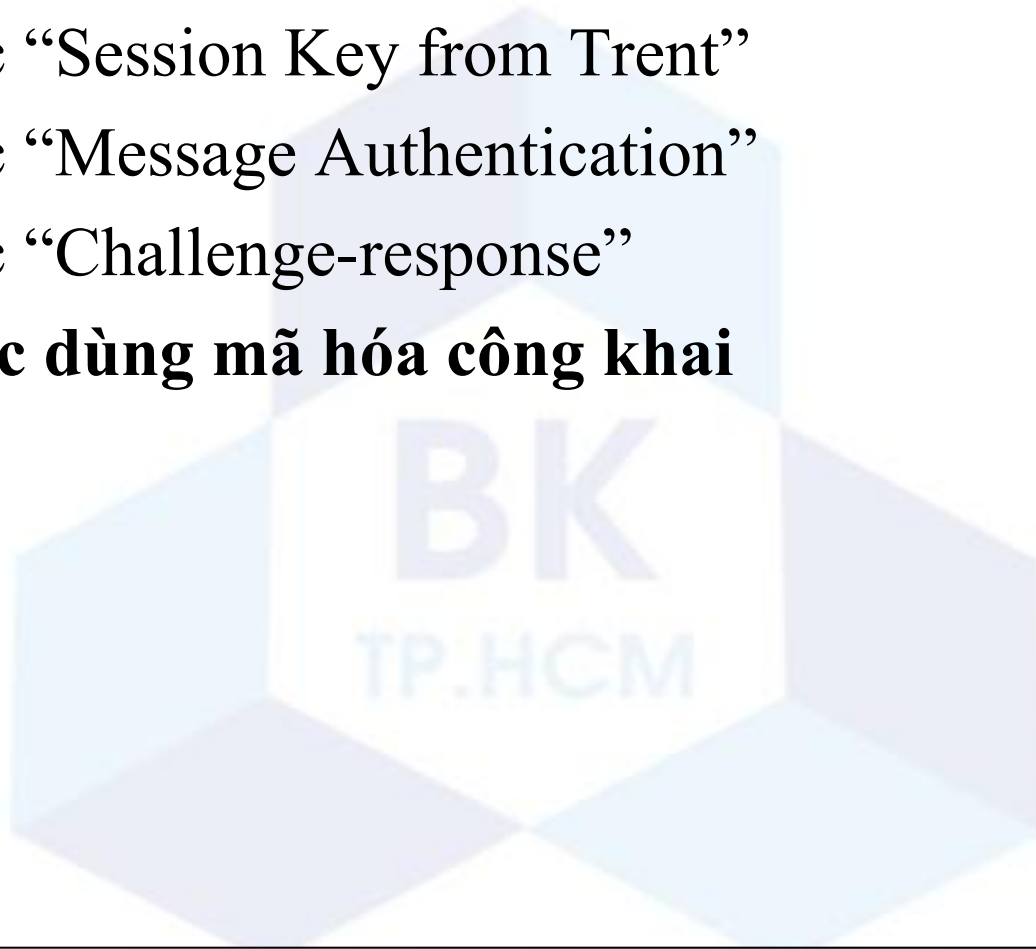 c “Session Key from Trent”
c “Message Authentication”
c “Challenge-response”
c dùng mã hóa công khai
BK
TP.HCM